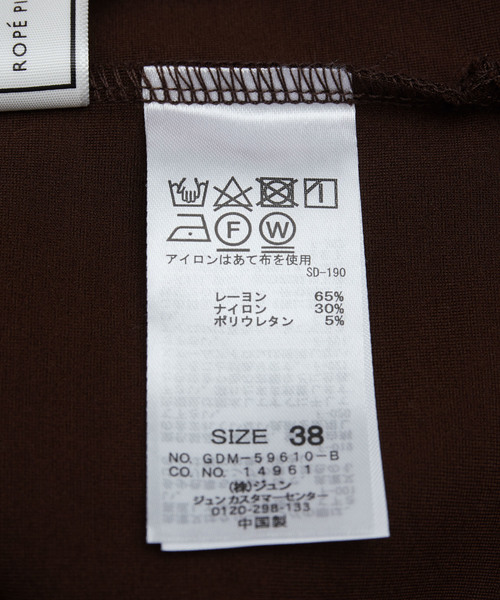 ROPÉ PI
F W
アイロンはあて布を使用
SD-190
レーヨン 65%
ナイロン 30%
ポリウレタン 5%
SIZE 38
NO. GDM-59610-B
CO. NO. 14961
(株)ジュン
ジュン カスタマーセンター
0120-298-133
中国製